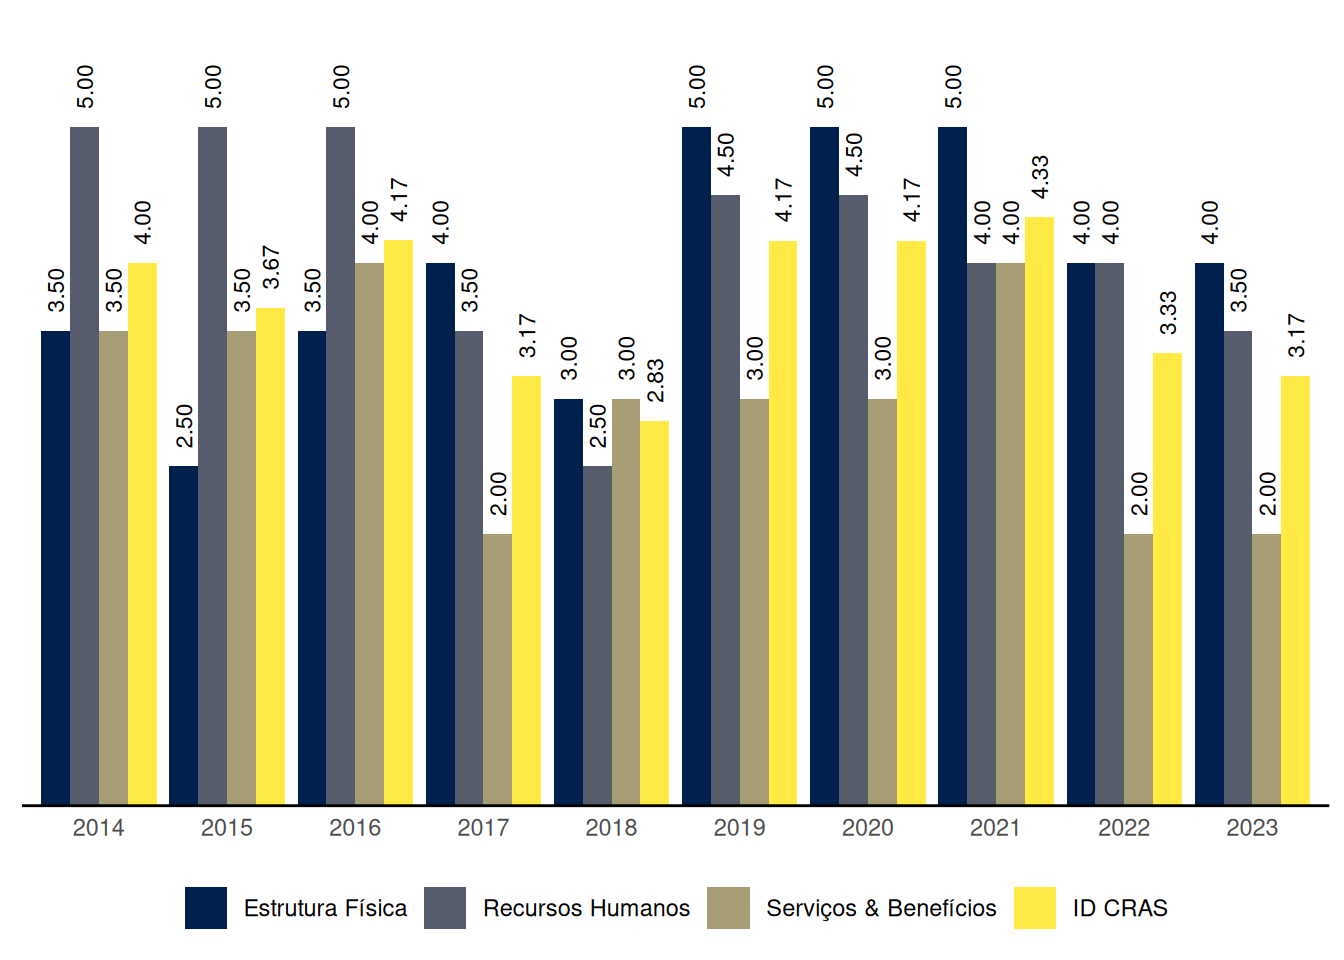 3.50 5.00 3.50 4.00
2.50 5.00 3.50 3.67
3.50 5.00 4.00 4.17
4.00 3.50 2.00 3.17
3.00 2.50 3.00 2.83
5.00 4.50 3.00 4.17
5.00 4.50 3.00 4.17
5.00 4.00 4.00 4.33
4.00 4.00 2.00 3.33
4.00 3.50 2.00 3.17
2014 2015 2016 2017 2018 2019 2020 2021 2022 2023
Estrutura Física Recursos Humanos Serviços & Benefícios ID CRAS